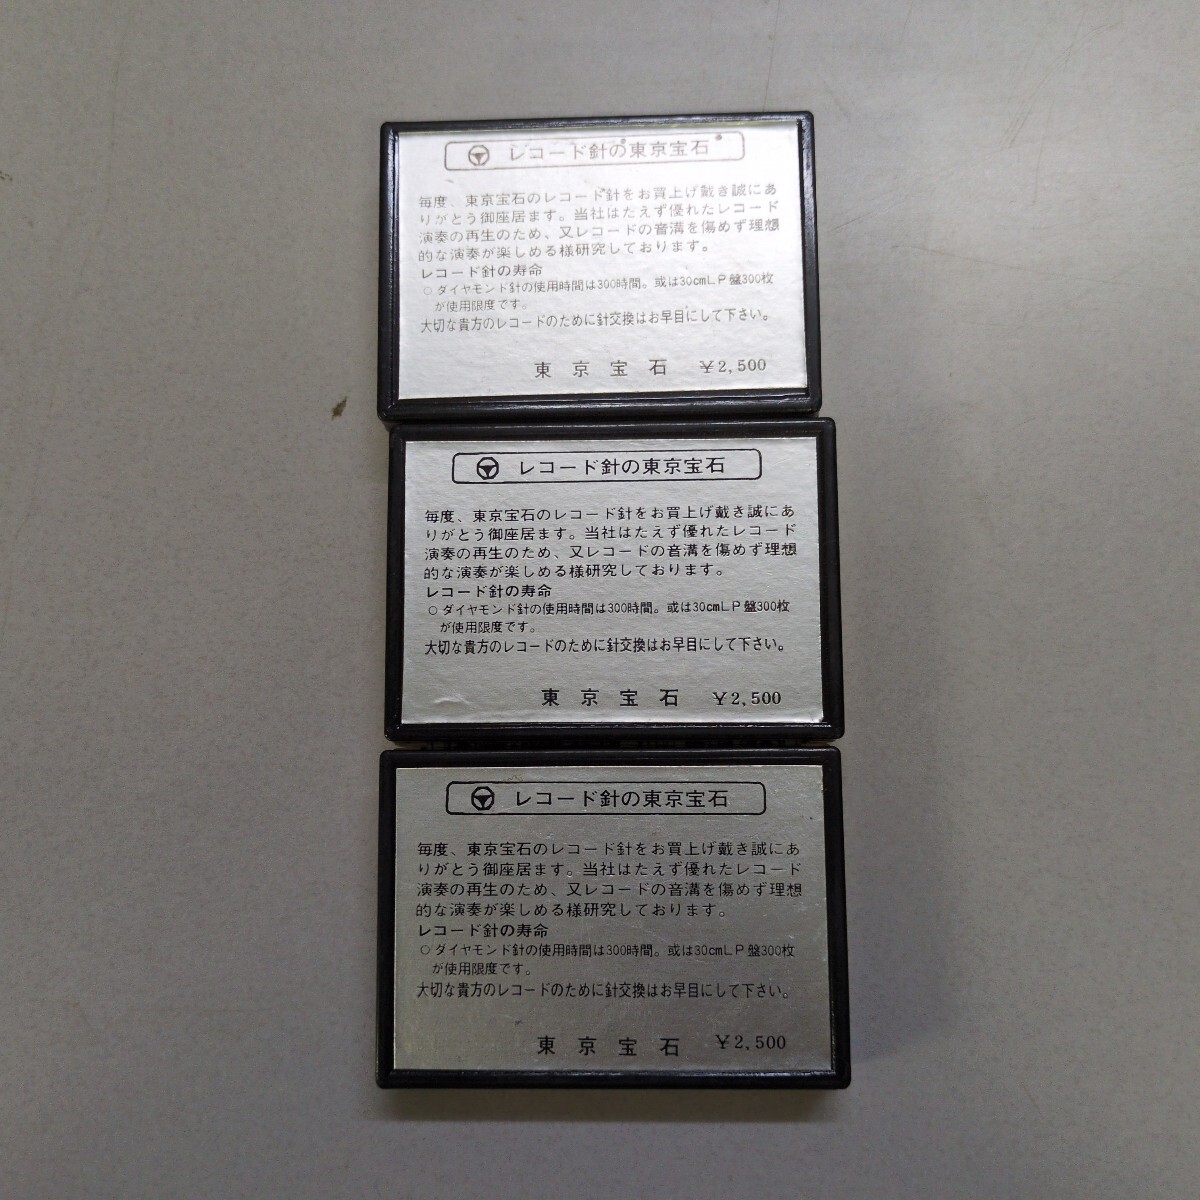 レコード針の東京宝石
毎度、東京宝石のレコード針をお買上げ戴き誠にあ
りがとう御座居ます。当社はたえず優れたレコード
演奏の再生のため、又レコードの音溝を傷めず理想
的な演奏が楽しめる様研究しております。
レコード針の寿命
○ダイヤモンド針の使用時間は300時間。或は30cmLP盤300枚
が使用限度です。
大切な貴方のレコードのために針交換はお早目にして下さい。
東京宝石 ¥2,500
レコード針の東京宝石
毎度、東京宝石のレコード針をお買上げ戴き誠にあ
りがとう御座居ます。当社はたえず優れたレコード
演奏の再生のため、又レコードの音溝を傷めず理想
的な演奏が楽しめる様研究しております。
レコード針の寿命
○ダイヤモンド針の使用時間は300時間。或は30cmLP盤300枚
が使用限度です。
大切な貴方のレコードのために針交換はお早目にして下さい。
東京宝石 ¥2,500
レコード針の東京宝石
毎度、東京宝石のレコード針をお買上げ戴き誠にあ
りがとう御座居ます。当社はたえず優れたレコード
演奏の再生のため、又レコードの音溝を傷めず理想
的な演奏が楽しめる様研究しております。
レコード針の寿命
○ダイヤモンド針の使用時間は300時間。或は30cmLP盤300枚
が使用限度です。
大切な貴方のレコードのために針交換はお早目にして下さい。
東京宝石 ¥2,500